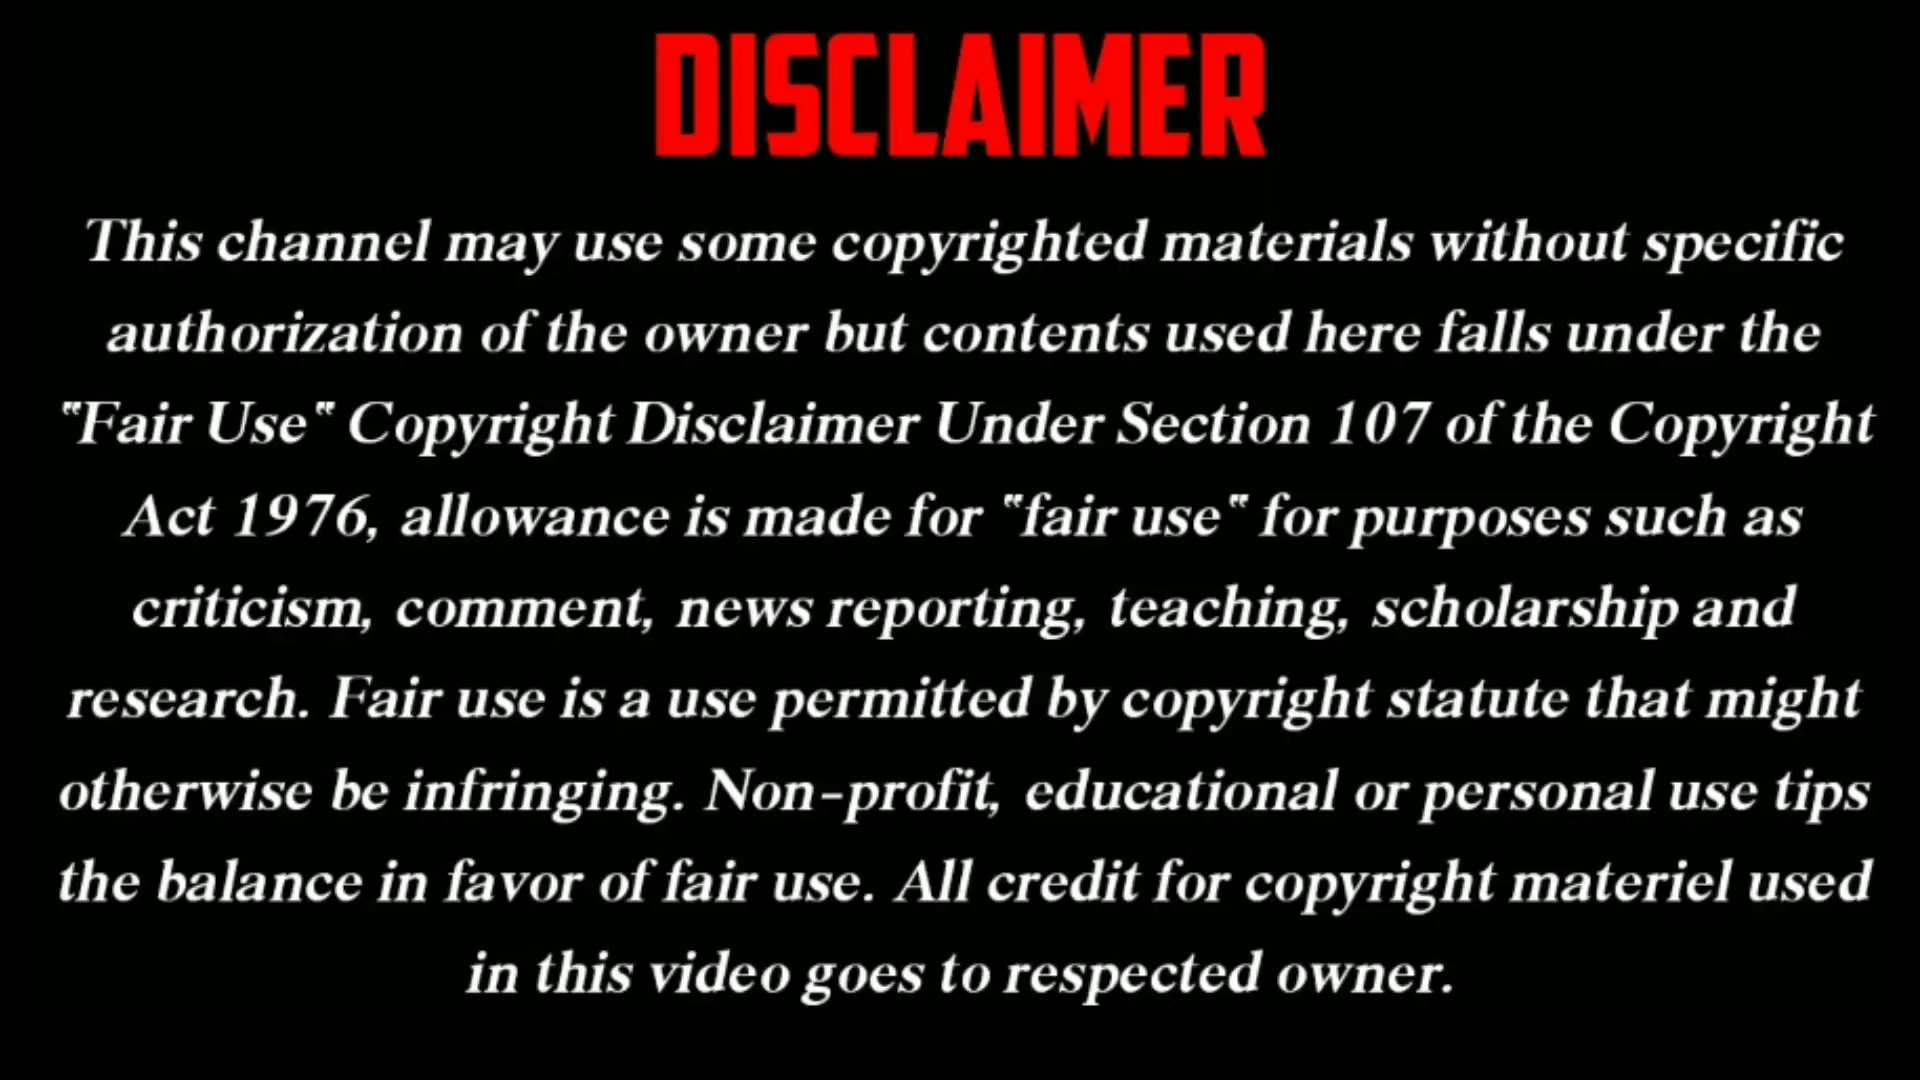 DISCLAIMER
This channel may use some copyrighted materials without specific
authorization of the owner but contents used here falls under the
“Fair Use“ Copyright Disclaimer Under Section 107 of the Copyright
Act 1976, allowance is made for “fair use“ for purposes such as
criticism, comment, news reporting, teaching, scholarship and
research. Fair use is a use permitted by copyright statute that might
otherwise be infringing. Non-profit, educational or personal use tips
the balance in favor of fair use. All credit for copyright materiel used
in this video goes to respected owner.